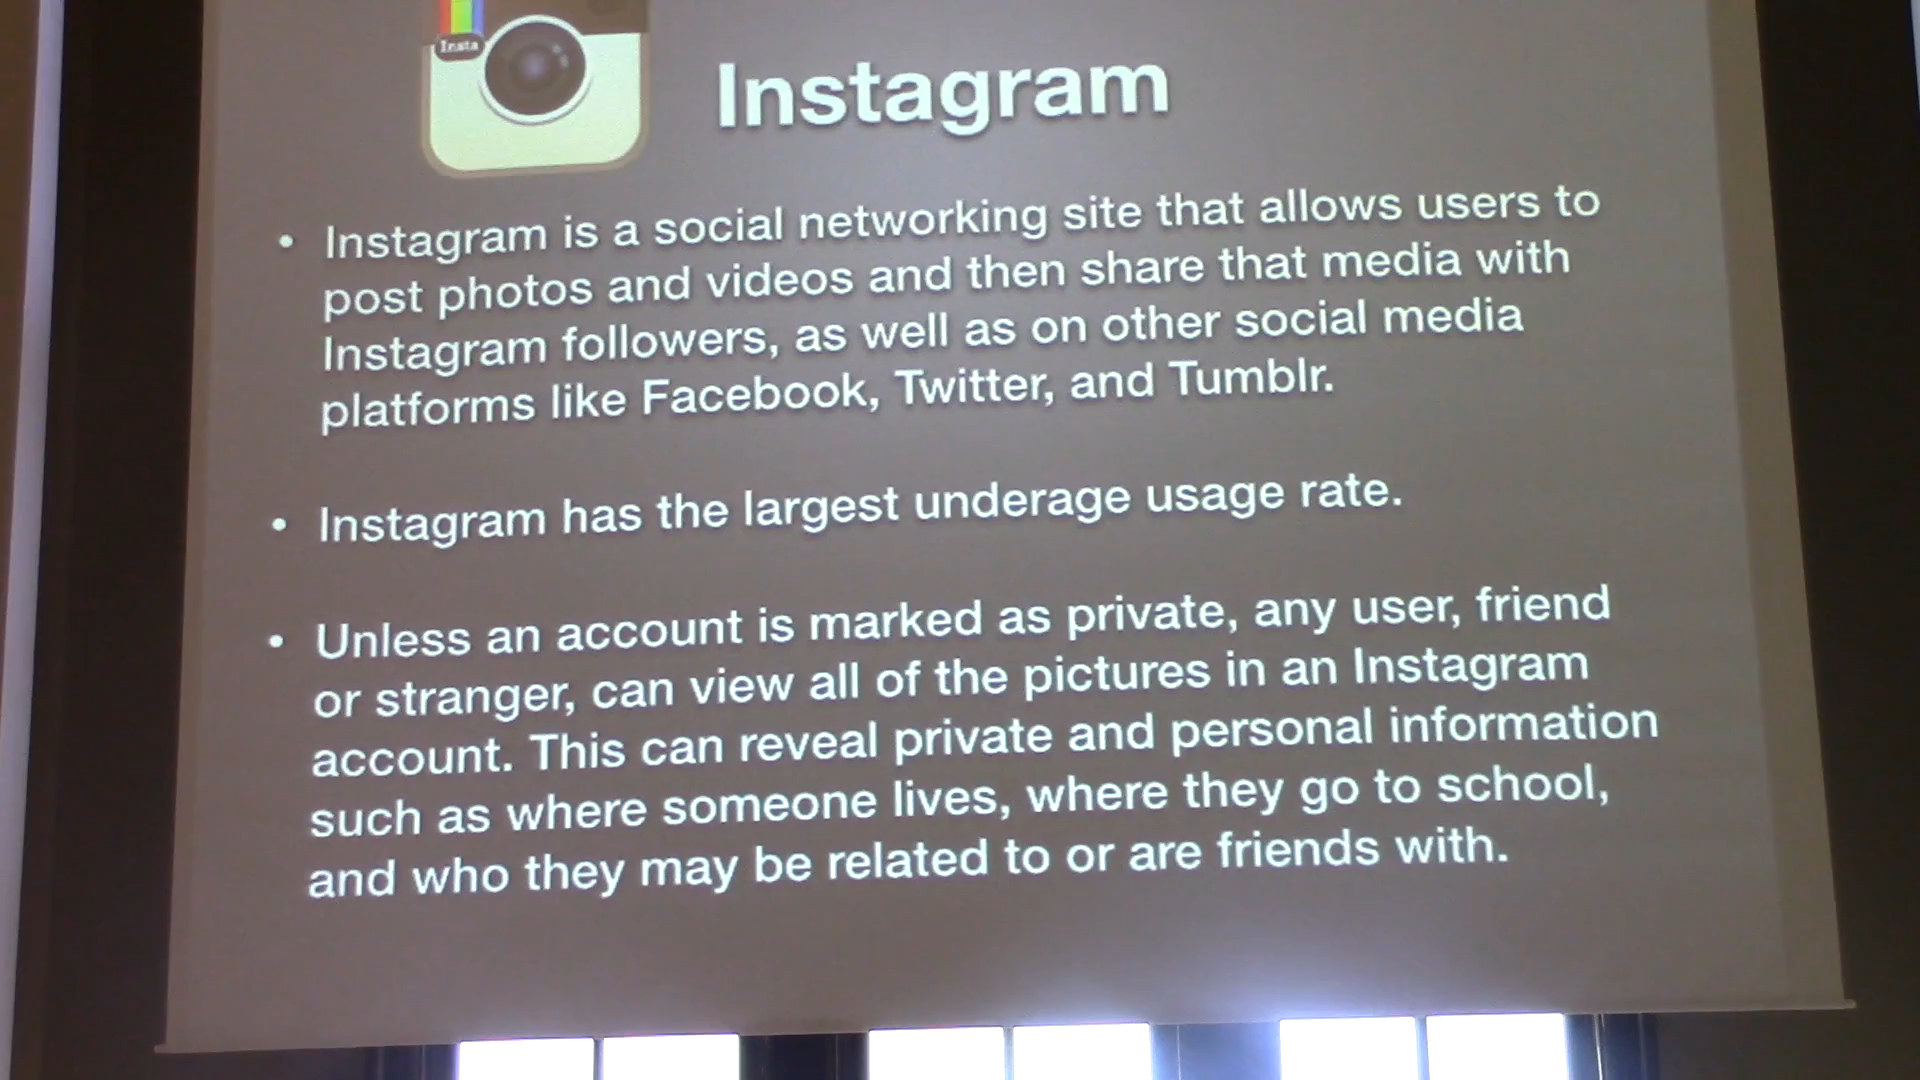 Insta
Instagram
• Instagram is a social networking site that allows users to
post photos and videos and then share that media with
Instagram followers, as well as on other social media
platforms like Facebook, Twitter, and Tumblr.
• Instagram has the largest underage usage rate.
• Unless an account is marked as private, any user, friend
or stranger, can view all of the pictures in an Instagram
account. This can reveal private and personal information
such as where someone lives, where they go to school,
and who they may be related to or are friends with.